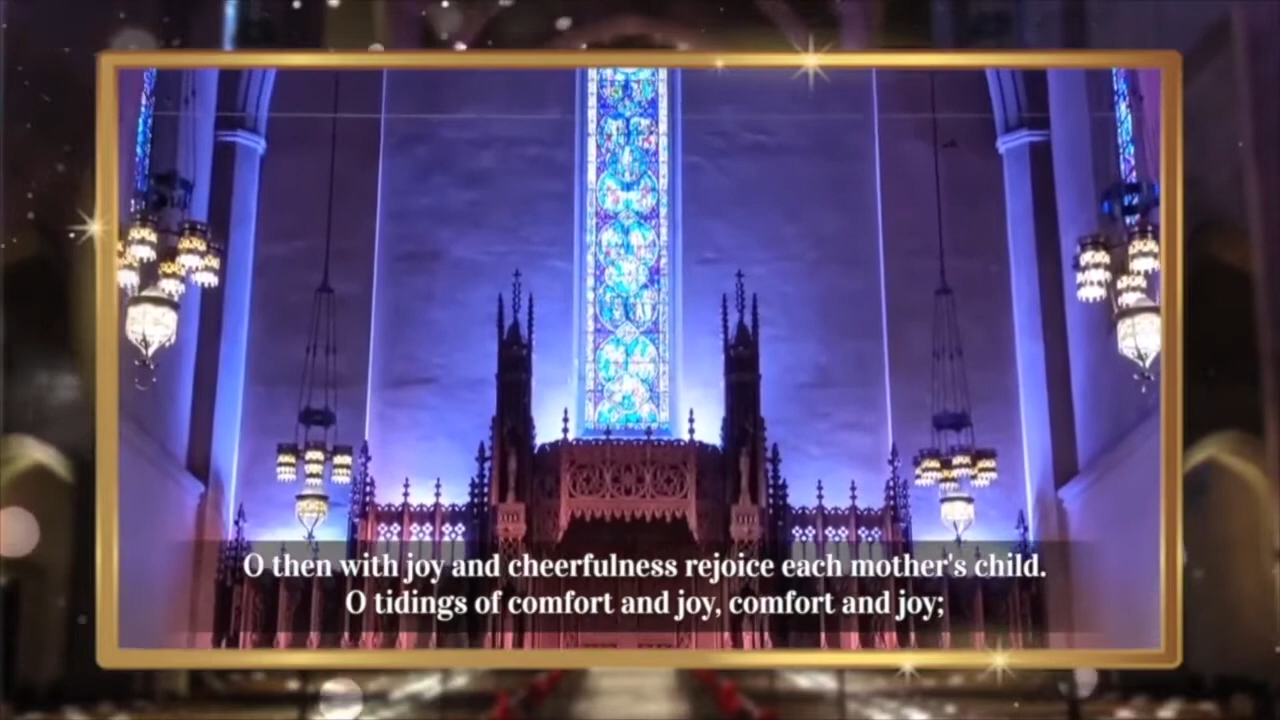 O then with joy and cheerfulness rejoice each mother's child.
O tidings of comfort and joy, comfort and joy;